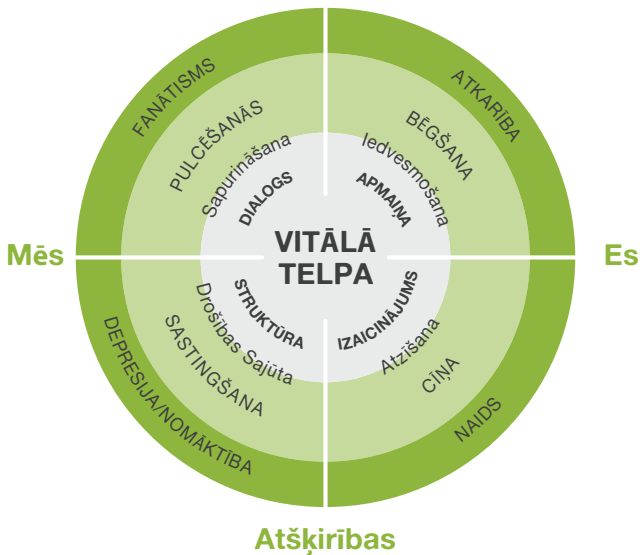 FANĀTISMS
ATKARĪBA
PULCĒŠANĀS
BĒGŠANA
Sapurināšana
Iedvesmošana
DIALOGS
APMAIŅA
Mēs
VITĀLĀ
TELPA
Es
STRUKTŪRA
IZAICINĀJUMS
Drošības Sajūta
Atzīšana
SASTINGŠANA
CĪŅA
DEPRESIJA/NOMĀKTĪBA
NAIDS
Atšķirības